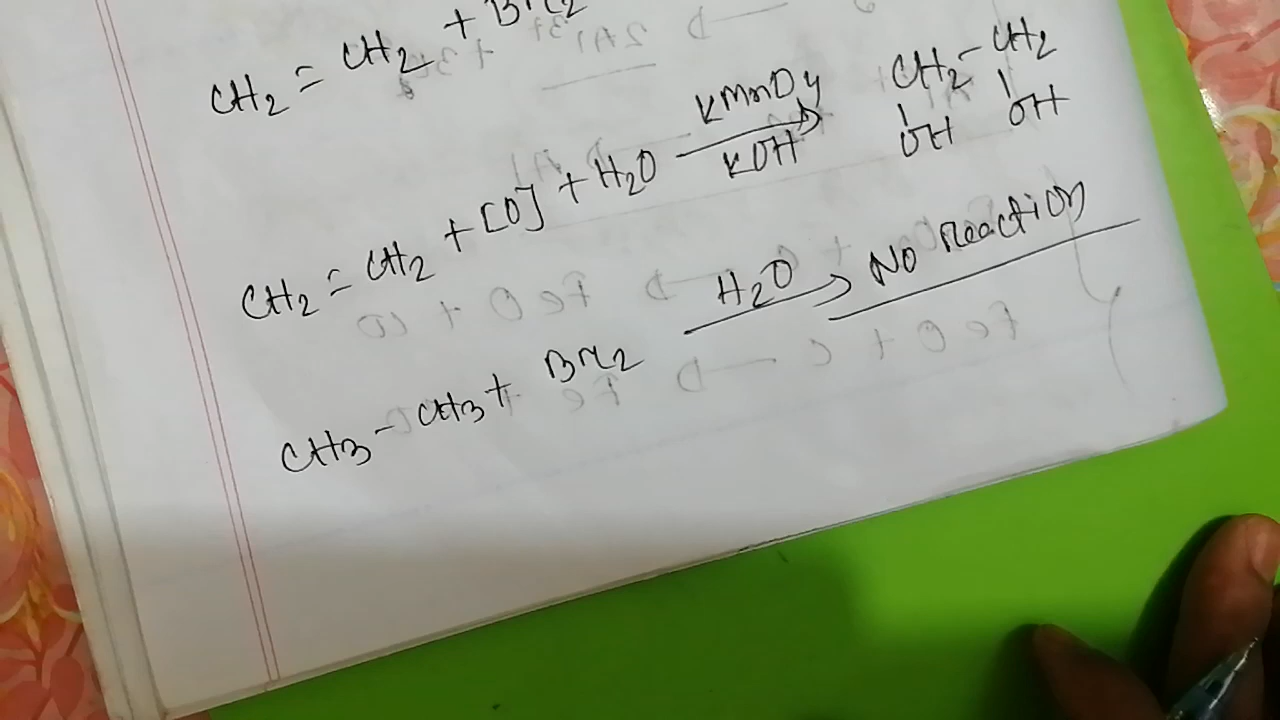 CH2 = CH2 + Br2
CH2 = CH2 + [O] + H2O KMnO4 KOH → CH2 - CH2
OH OH
CH3 - CH3 + Br2 H2O → No Reaction